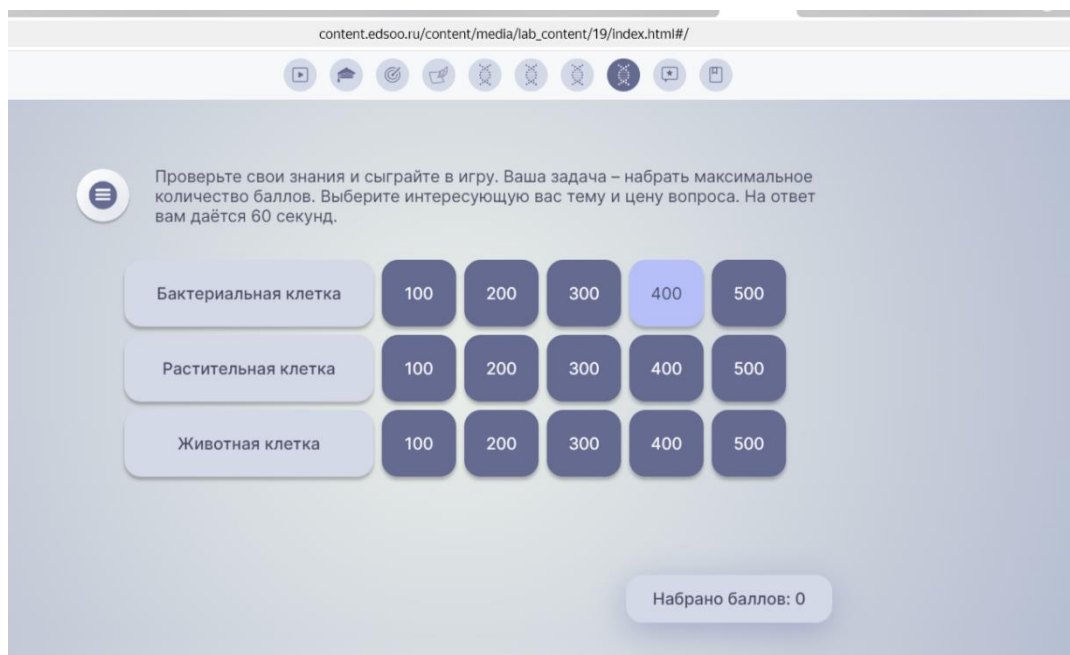 content.edsoo.ru/content/media/lab_content/19/index.html#/
Проверьте свои знания и сыграйте в игру. Ваша задача – набрать максимальное
количество баллов. Выберите интересующую вас тему и цену вопроса. На ответ
вам даётся 60 секунд.
Бактериальная клетка 100 200 300 400 500
Растительная клетка 100 200 300 400 500
Животная клетка 100 200 300 400 500
Набрано баллов: 0